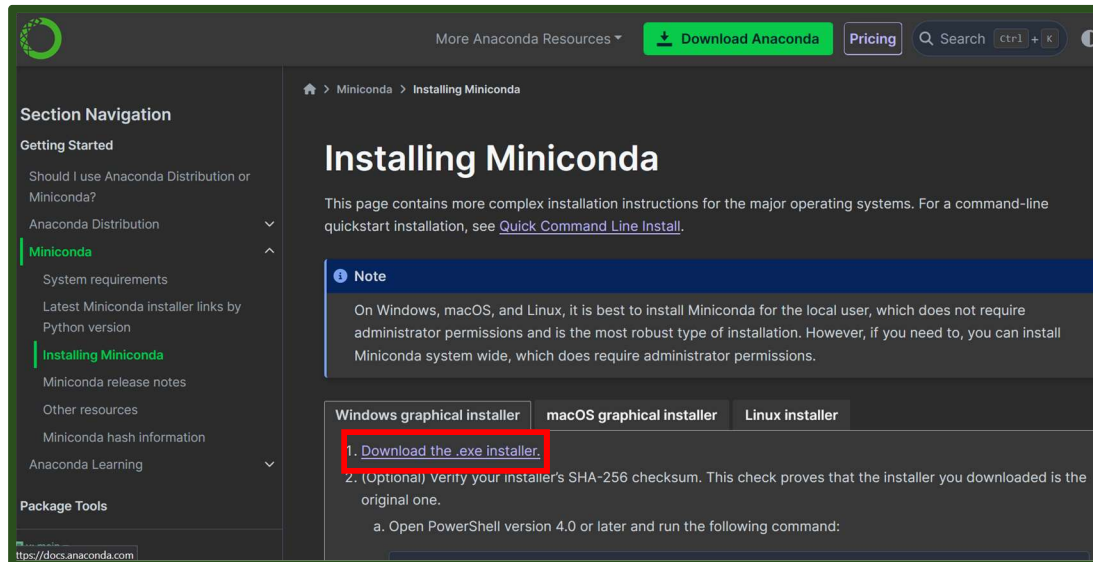 More Anaconda Resources
Download Anaconda
Pricing
Search Ctrl + K
Section Navigation
Getting Started
Should I use Anaconda Distribution or
Miniconda?
Anaconda Distribution
Miniconda
System requirements
Latest Miniconda installer links by
Python version
Installing Miniconda
Miniconda release notes
Other resources
Miniconda hash information
Anaconda Learning
Package Tools
ttps://docs.anaconda.com
Miniconda > Installing Miniconda
Installing Miniconda
This page contains more complex installation instructions for the major operating systems. For a command-line
quickstart installation, see Quick Command Line Install.
Note
On Windows, macOS, and Linux, it is best to install Miniconda for the local user, which does not require
administrator permissions and is the most robust type of installation. However, if you need to, you can install
Miniconda system wide, which does require administrator permissions.
Windows graphical installer macOS graphical installer Linux installer
1. Download the .exe installer.
2. (Optional) Verify your installer's SHA-256 checksum. This check proves that the installer you downloaded is the
original one.
a. Open PowerShell version 4.0 or later and run the following command: